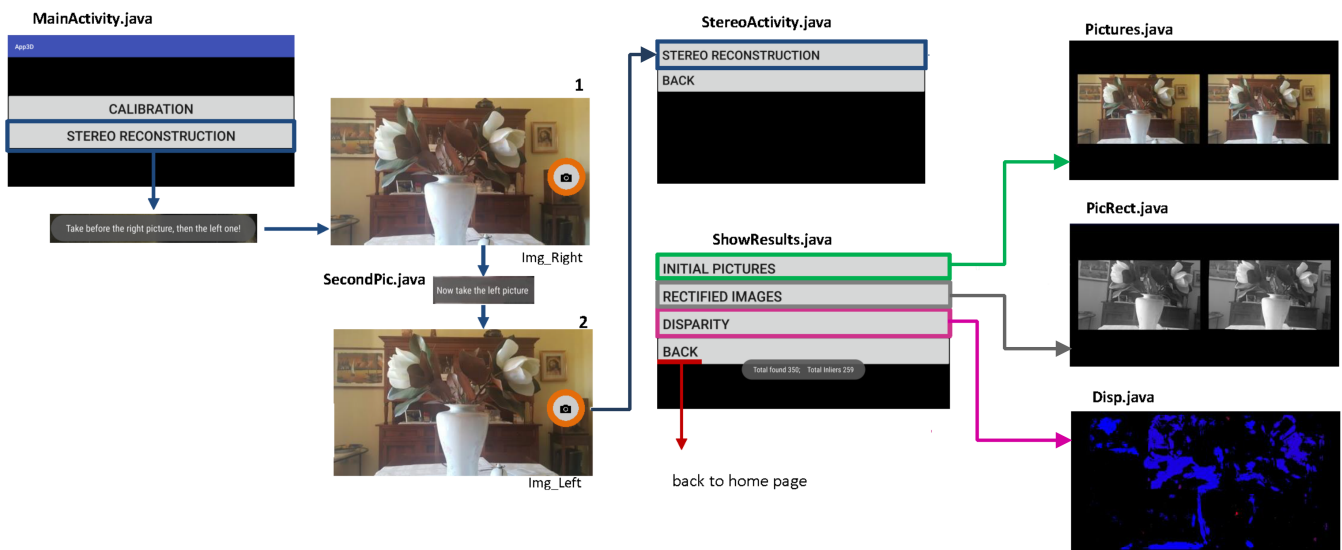 MainActivity.java
App3D
CALIBRATION
STEREO RECONSTRUCTION
Take before the right picture, then the left one!
1
Img_Right
SecondPic.java
Now take the left picture
2
Img_Left
StereoActivity.java
STEREO RECONSTRUCTION
BACK
ShowResults.java
INITIAL PICTURES
RECTIFIED IMAGES
DISPARITY
BACK
Total found 350; Total Inliers 259
back to home page
Pictures.java
PicRect.java
Disp.java